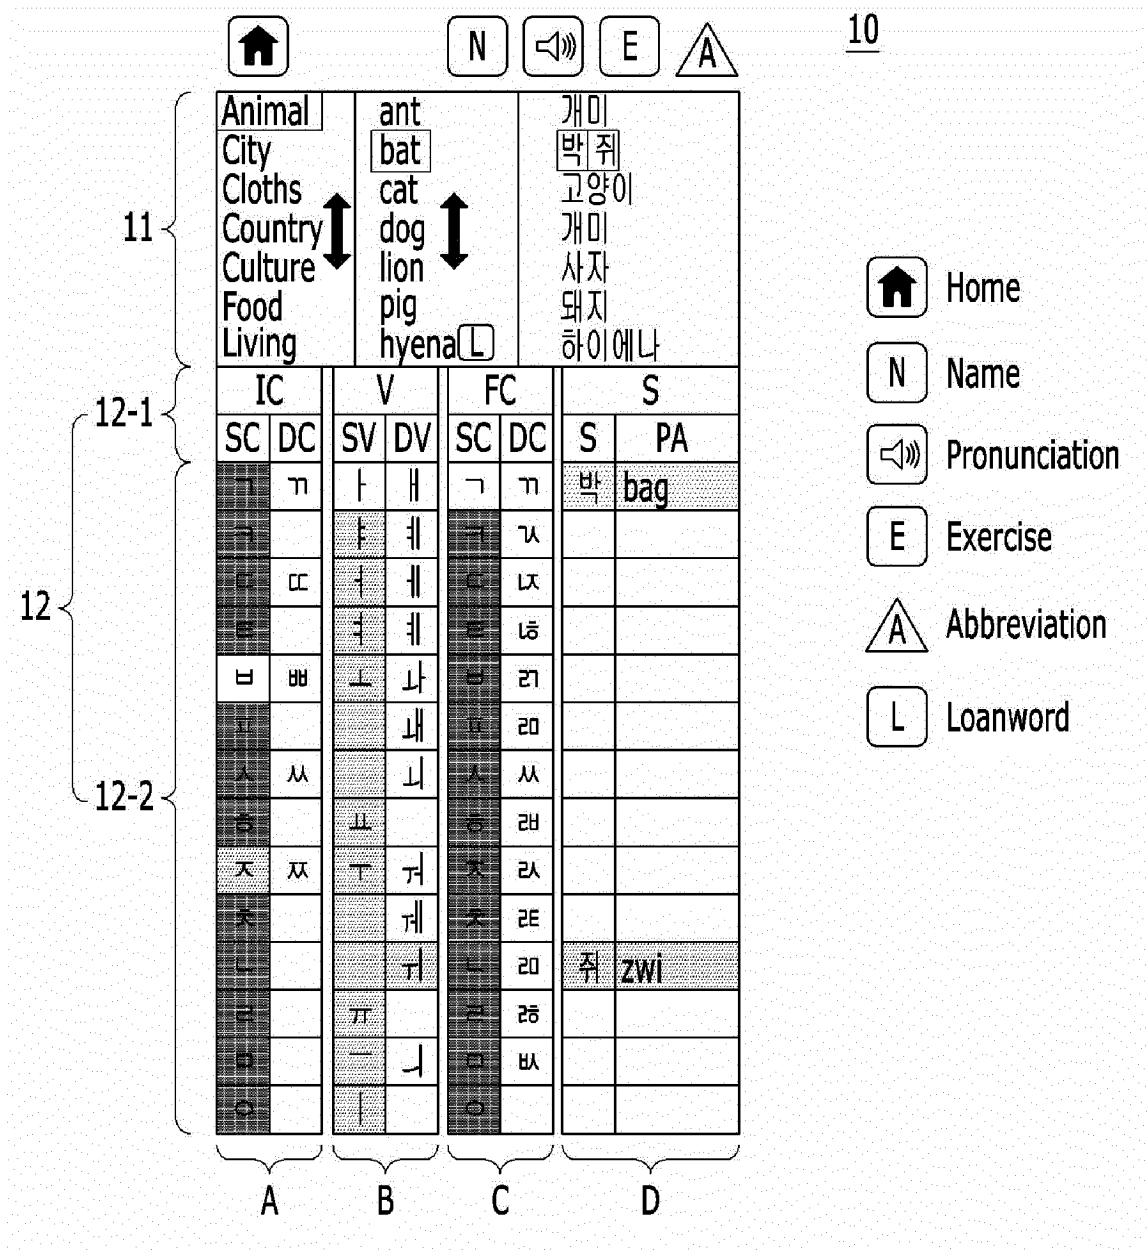 10
N E A
Animal ant 개미
City bat 박쥐
Cloths cat 고양이
Country dog 개미
Culture lion 사자
Food pig 돼지
Living hyena L 하이에나
11
IC V FC S
12-1
SC DC SV DV SC DC S PA
ㄱ ㄲ ㅏ ㅐ ㄱ ㄲ 박 bag
ㅋ ㅑ ㅖ ㅋ ㄳ
ㄷ ㄸ ㅓ ㅔ ㄷ ㄵ
12
ㅌ ㅕ ㅖ ㅌ ㄶ
ㅂ ㅃ ㅗ ㅘ ㅂ ㄺ
ㅍ ㅙ ㅍ ㄻ
ㅅ ㅆ ㅚ ㅅ ㅆ
12-2
ㅎ ㅛ ㅎ ㄼ
ㅈ ㅉ ㅜ ㅝ ㅈ ㄽ
ㅊ ㅞ ㅊ ㄾ
ㄴ ㅟ ㄴ ㄻ 쥐 zwi
ㄹ ㅠ ㄹ ㅀ
ㅁ ㅡ ㅢ ㅁ ㅄ
ㅇ ㅣ ㅇ
A B C D
Home
N Name
Pronunciation
E Exercise
A Abbreviation
L Loanword